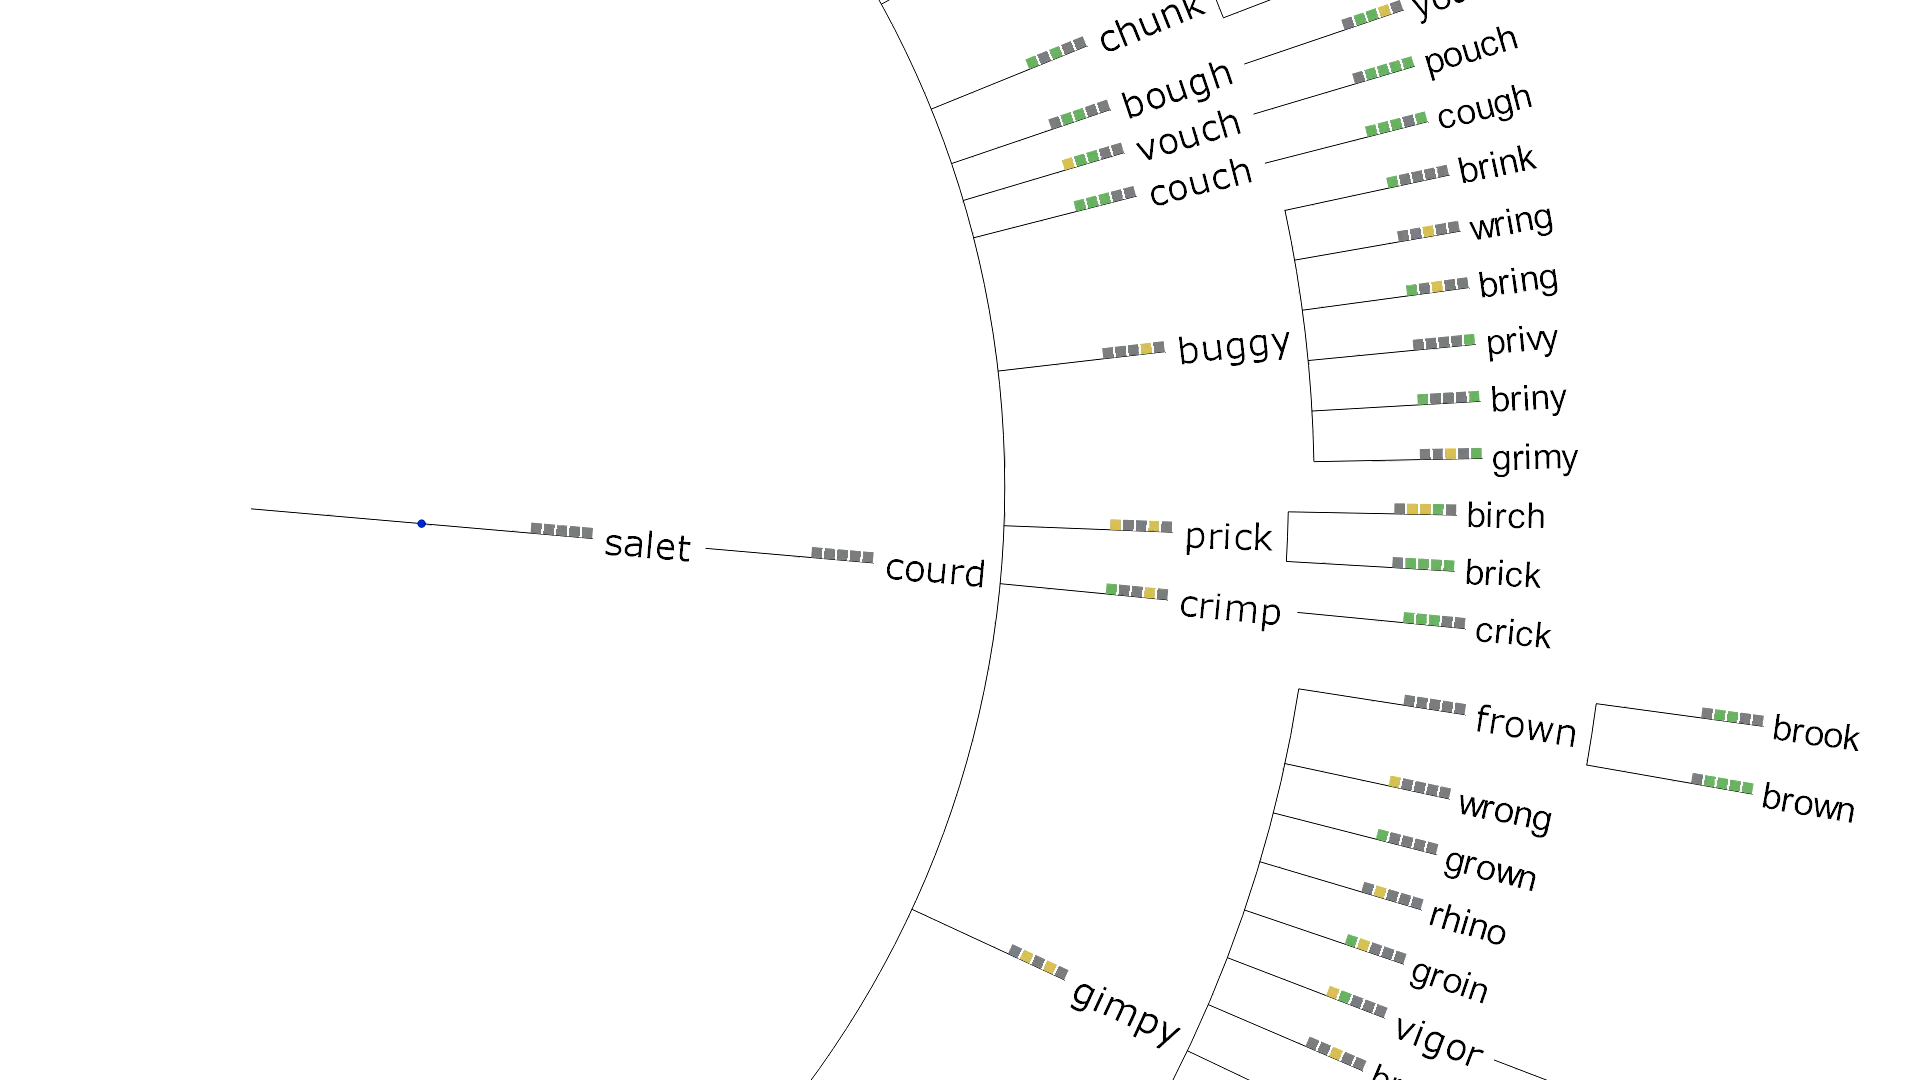 chunk
bough
pouch
vouch
cough
couch
brink
wring
bring
buggy
privy
briny
grimy
birch
prick
brick
salet
courd
crimp
crick
frown
brook
brown
wrong
grown
rhino
groin
gimpy
vigor